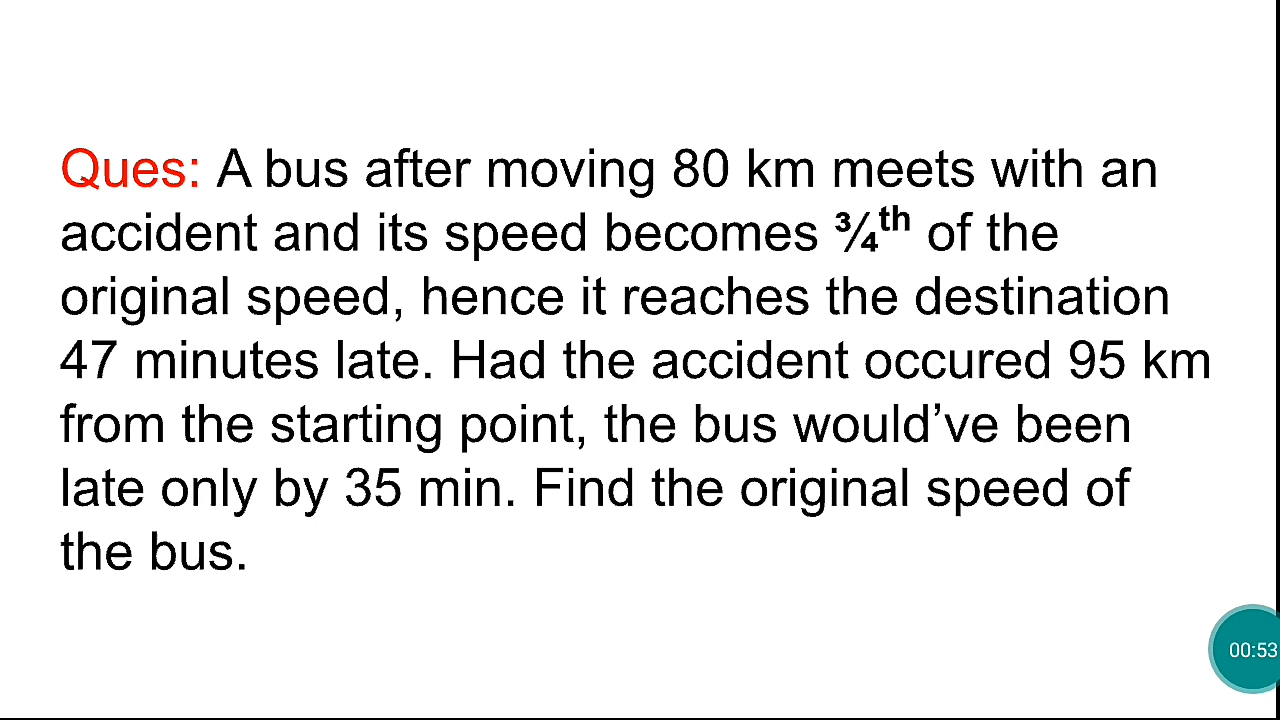 Ques: A bus after moving 80 km meets with an
accident and its speed becomes ¾ᵗʰ of the
original speed, hence it reaches the destination
47 minutes late. Had the accident occured 95 km
from the starting point, the bus would’ve been
late only by 35 min. Find the original speed of
the bus.
00:53